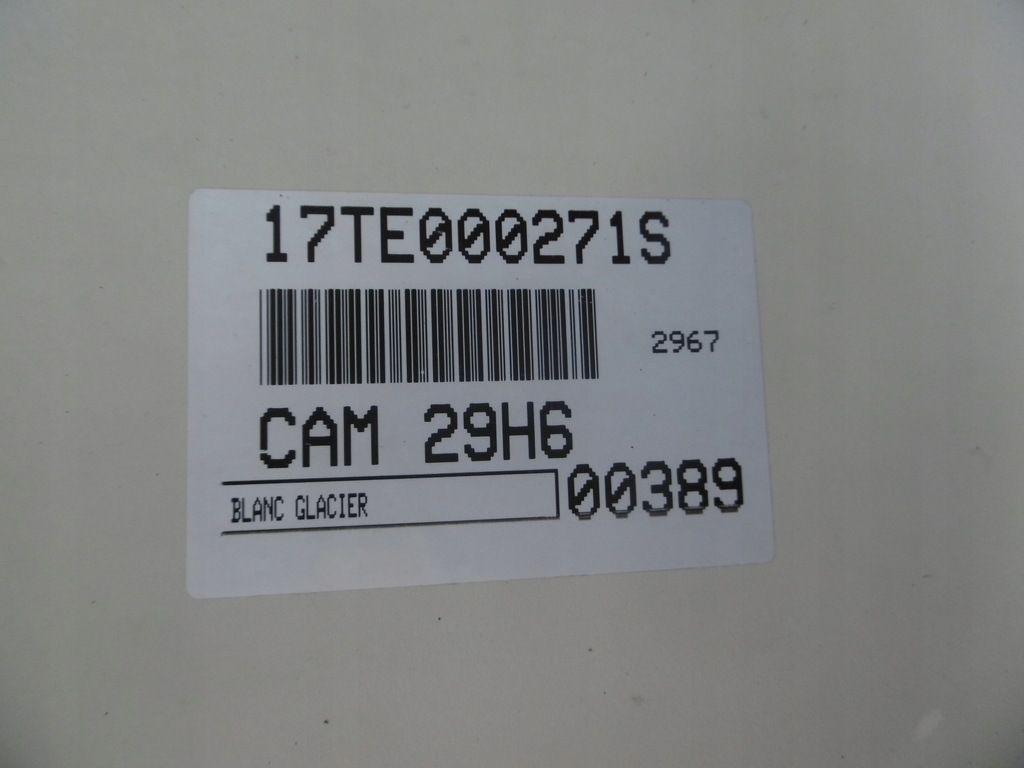 17TE000271S
2967
CAM 29H6
00389
BLANC GLACIER